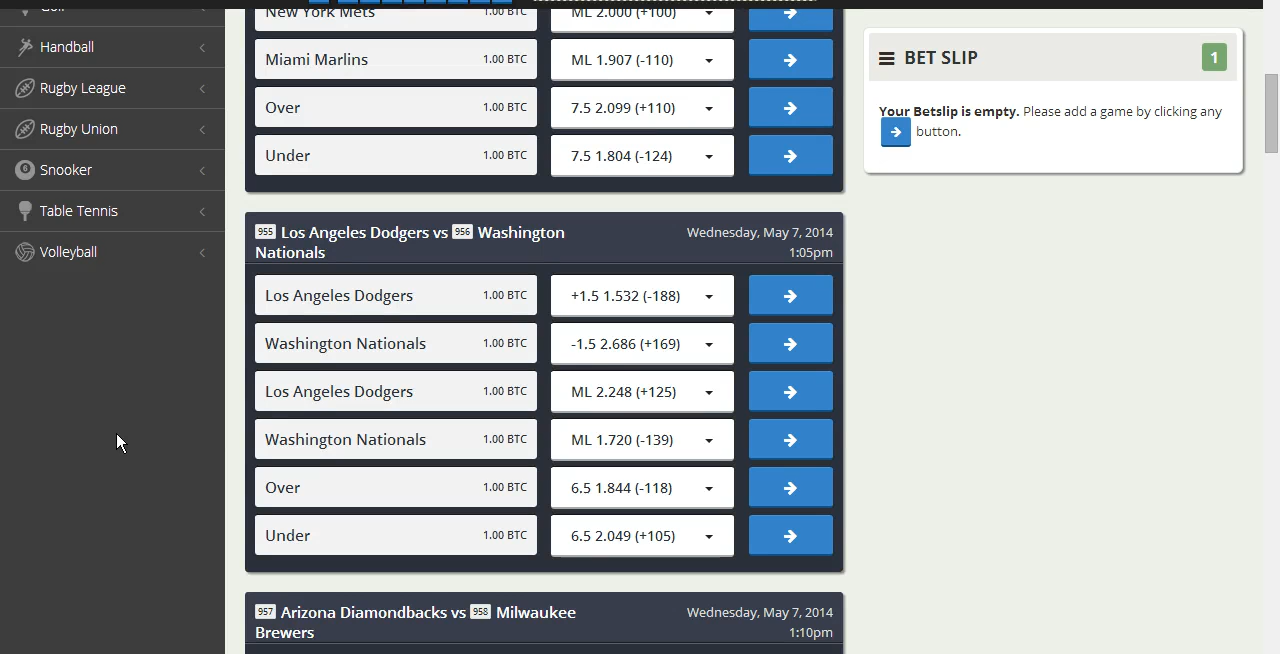 Golf
Handball
Rugby League
Rugby Union
Snooker
Table Tennis
Volleyball
New York Mets 1.00 BTC ML 2.000 (+100)
Miami Marlins 1.00 BTC ML 1.907 (-110)
Over 1.00 BTC 7.5 2.099 (+110)
Under 1.00 BTC 7.5 1.804 (-124)
955 Los Angeles Dodgers vs 956 Washington Nationals
Wednesday, May 7, 2014
1:05pm
Los Angeles Dodgers 1.00 BTC +1.5 1.532 (-188)
Washington Nationals 1.00 BTC -1.5 2.686 (+169)
Los Angeles Dodgers 1.00 BTC ML 2.248 (+125)
Washington Nationals 1.00 BTC ML 1.720 (-139)
Over 1.00 BTC 6.5 1.844 (-118)
Under 1.00 BTC 6.5 2.049 (+105)
957 Arizona Diamondbacks vs 958 Milwaukee Brewers
Wednesday, May 7, 2014
1:10pm
BET SLIP 1
Your Betslip is empty. Please add a game by clicking any
button.